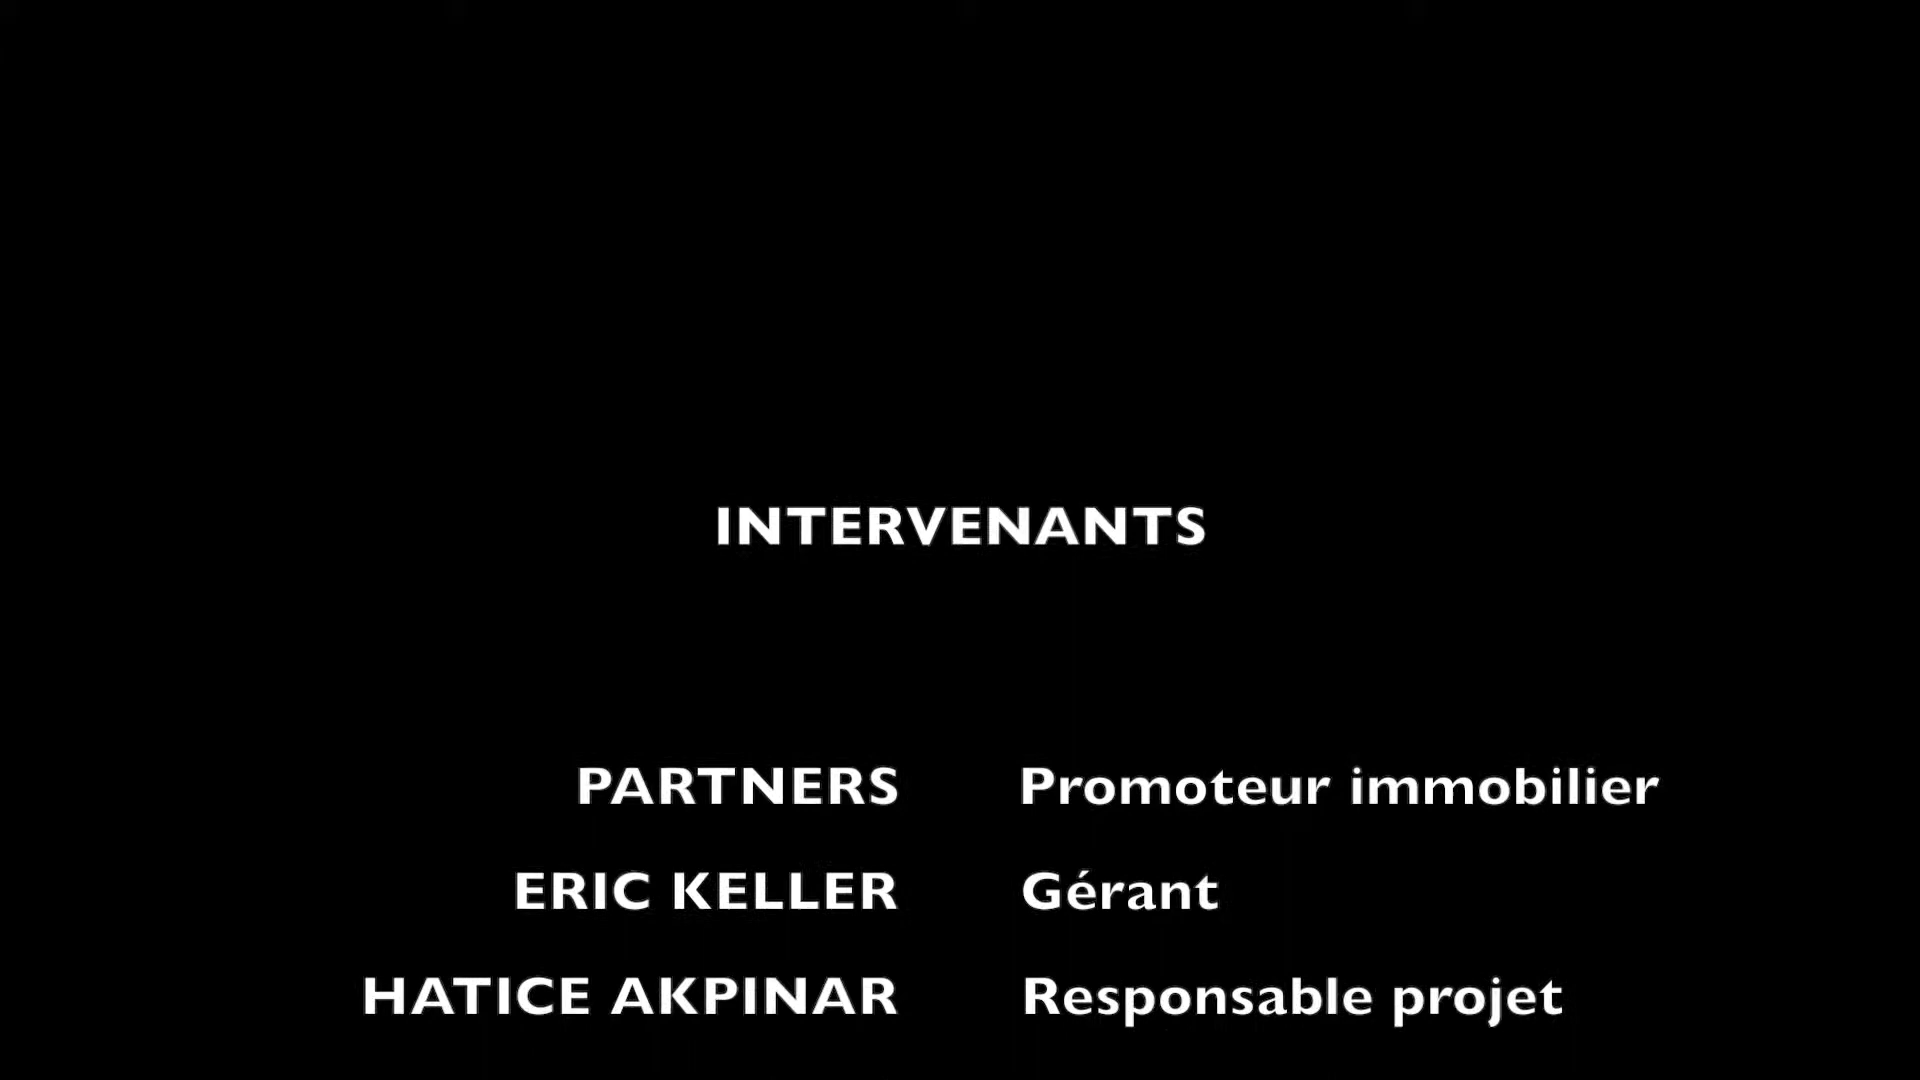 INTERVENANTS
PARTNERS Promoteur immobilier
ERIC KELLER Gérant
HATICE AKPINAR Responsable projet